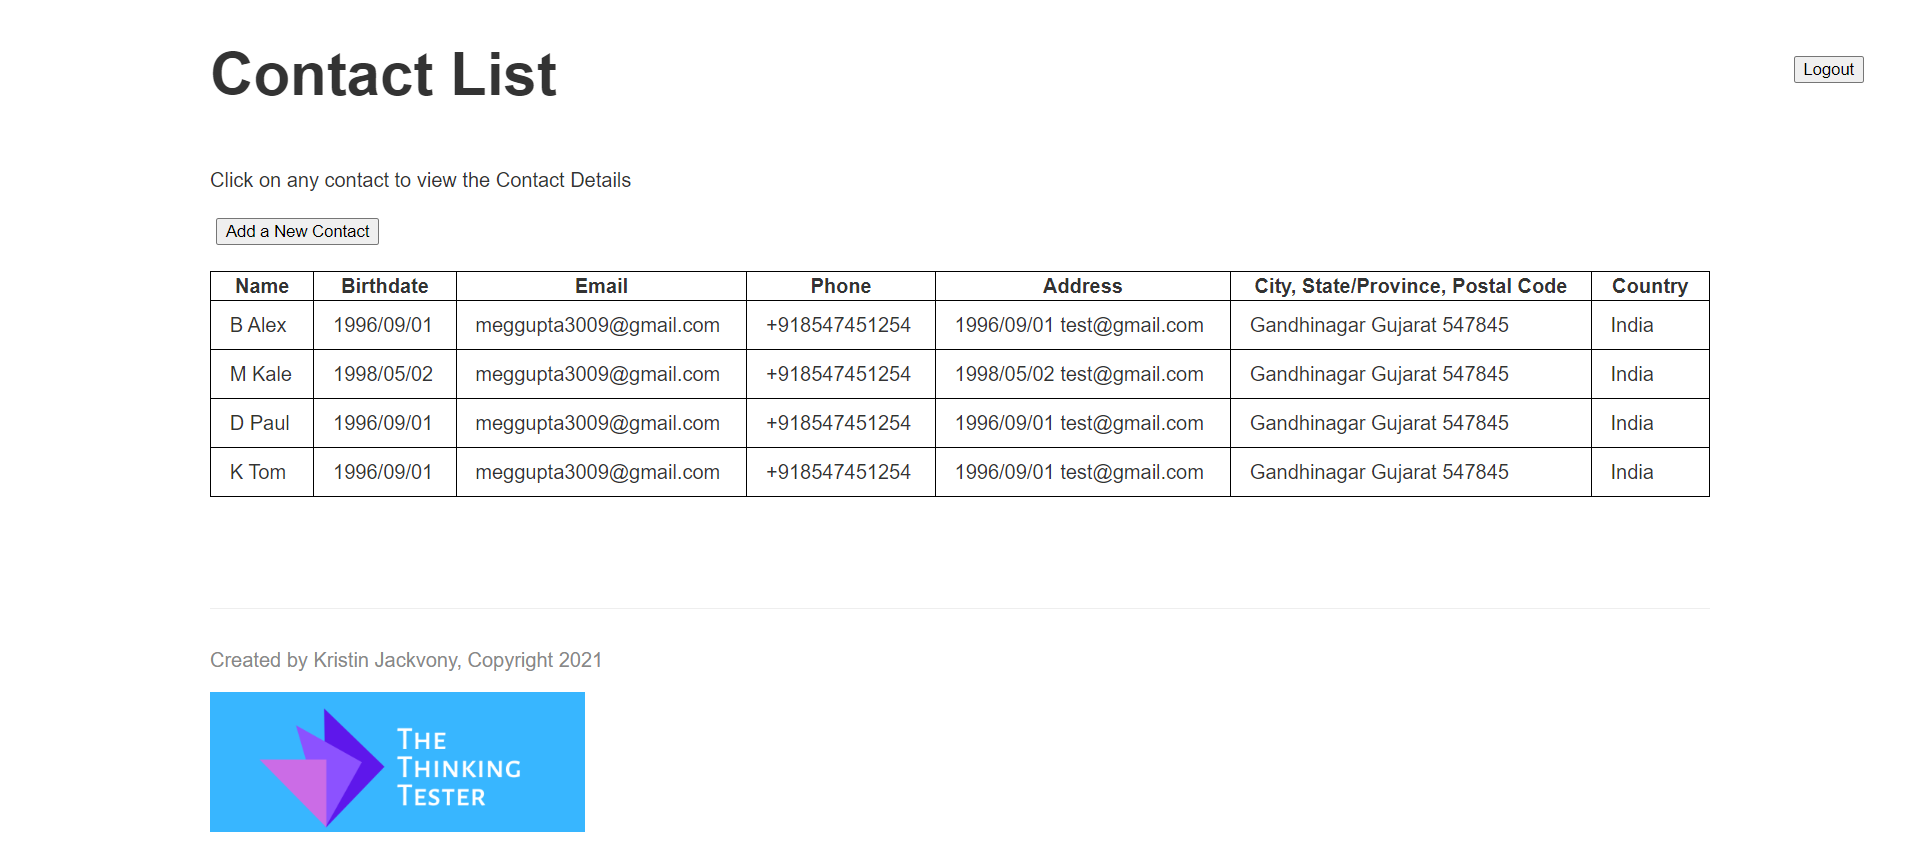 Contact List
Logout
Click on any contact to view the Contact Details
Add a New Contact
Name Birthdate Email Phone Address City, State/Province, Postal Code Country
B Alex 1996/09/01 meggupta3009@gmail.com +918547451254 1996/09/01 test@gmail.com Gandhinagar Gujarat 547845 India
M Kale 1998/05/02 meggupta3009@gmail.com +918547451254 1998/05/02 test@gmail.com Gandhinagar Gujarat 547845 India
D Paul 1996/09/01 meggupta3009@gmail.com +918547451254 1996/09/01 test@gmail.com Gandhinagar Gujarat 547845 India
K Tom 1996/09/01 meggupta3009@gmail.com +918547451254 1996/09/01 test@gmail.com Gandhinagar Gujarat 547845 India
Created by Kristin Jackvony, Copyright 2021
The
Thinking
Tester